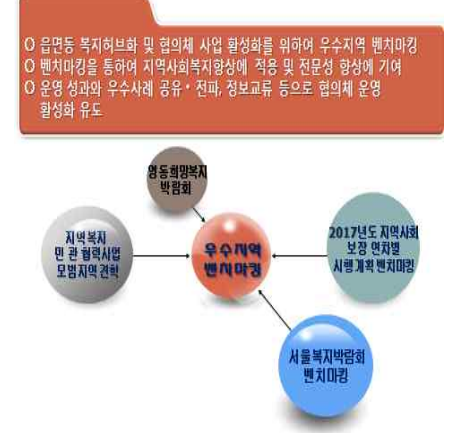 O 읍면동 복지허브화 및 협의체 사업 활성화를 위하여 우수지역 벤치마킹
O 벤치마킹을 통하여 지역사회복지향상에 적용 및 전문성 향상에 기여
O 운영 성과와 우수사례 공유・전파, 정보교류 등으로 협의체 운영
활성화 유도
영동희망복지
박람회
지역복지
민 관 협력사업
모범지역 견학
우수지역
벤치마킹
2017년도 지역사회
보장 연차별
시행계획 벤치마킹
서울복지박람회
벤치마킹